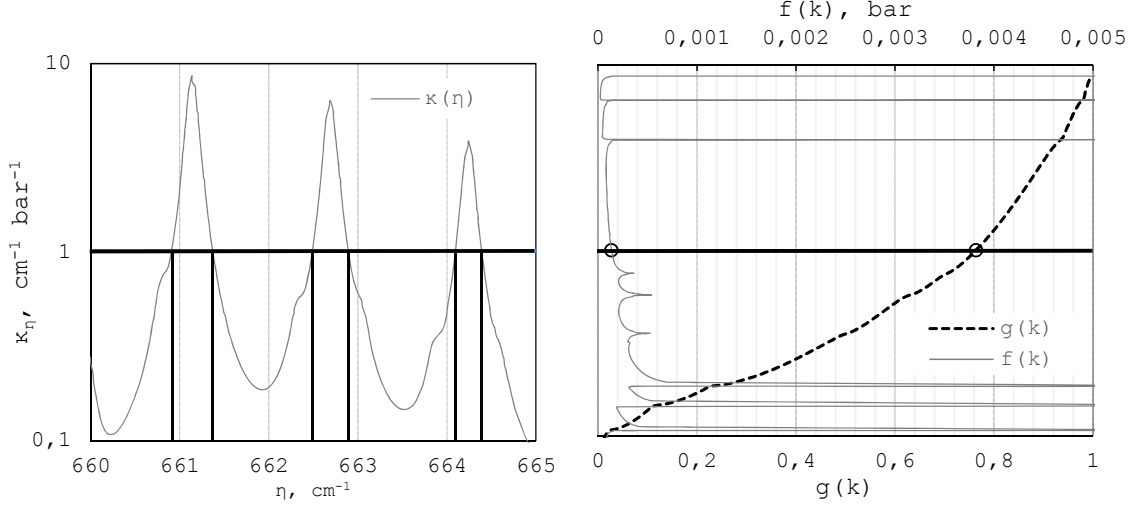 f(k), bar
0 0,001 0,002 0,003 0,004 0,005
10
κ(η)
κη, cm⁻¹ bar⁻¹
1
g(k)
f(k)
0,1
660 661 662 663 664 665
η, cm⁻¹
0 0,2 0,4 0,6 0,8 1
g(k)